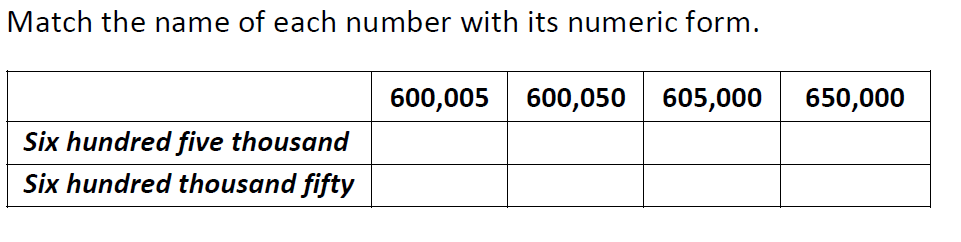 Match the name of each number with its numeric form.
600,005 600,050 605,000 650,000
Six hundred five thousand
Six hundred thousand fifty